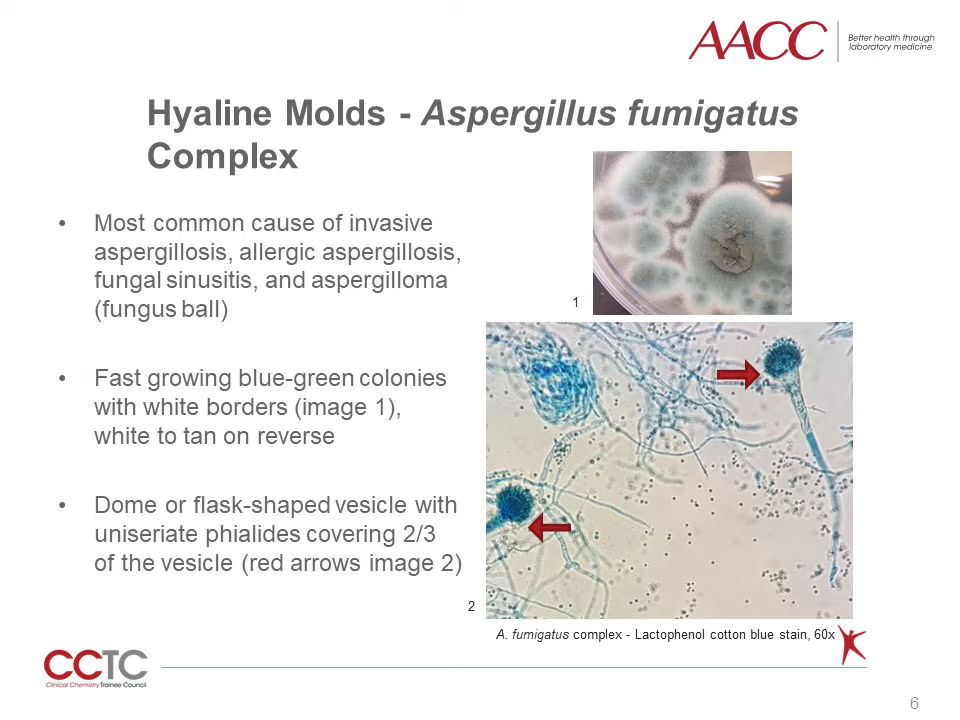 AACC
Better health through
laboratory medicine.
Hyaline Molds - Aspergillus fumigatus
Complex
• Most common cause of invasive
aspergillosis, allergic aspergillosis,
fungal sinusitis, and aspergilloma
(fungus ball)
1
• Fast growing blue-green colonies
with white borders (image 1),
white to tan on reverse
• Dome or flask-shaped vesicle with
uniseriate phialides covering 2/3
of the vesicle (red arrows image 2)
2
A. fumigatus complex - Lactophenol cotton blue stain, 60x
CCTC
Clinical Chemistry Trainee Council
6